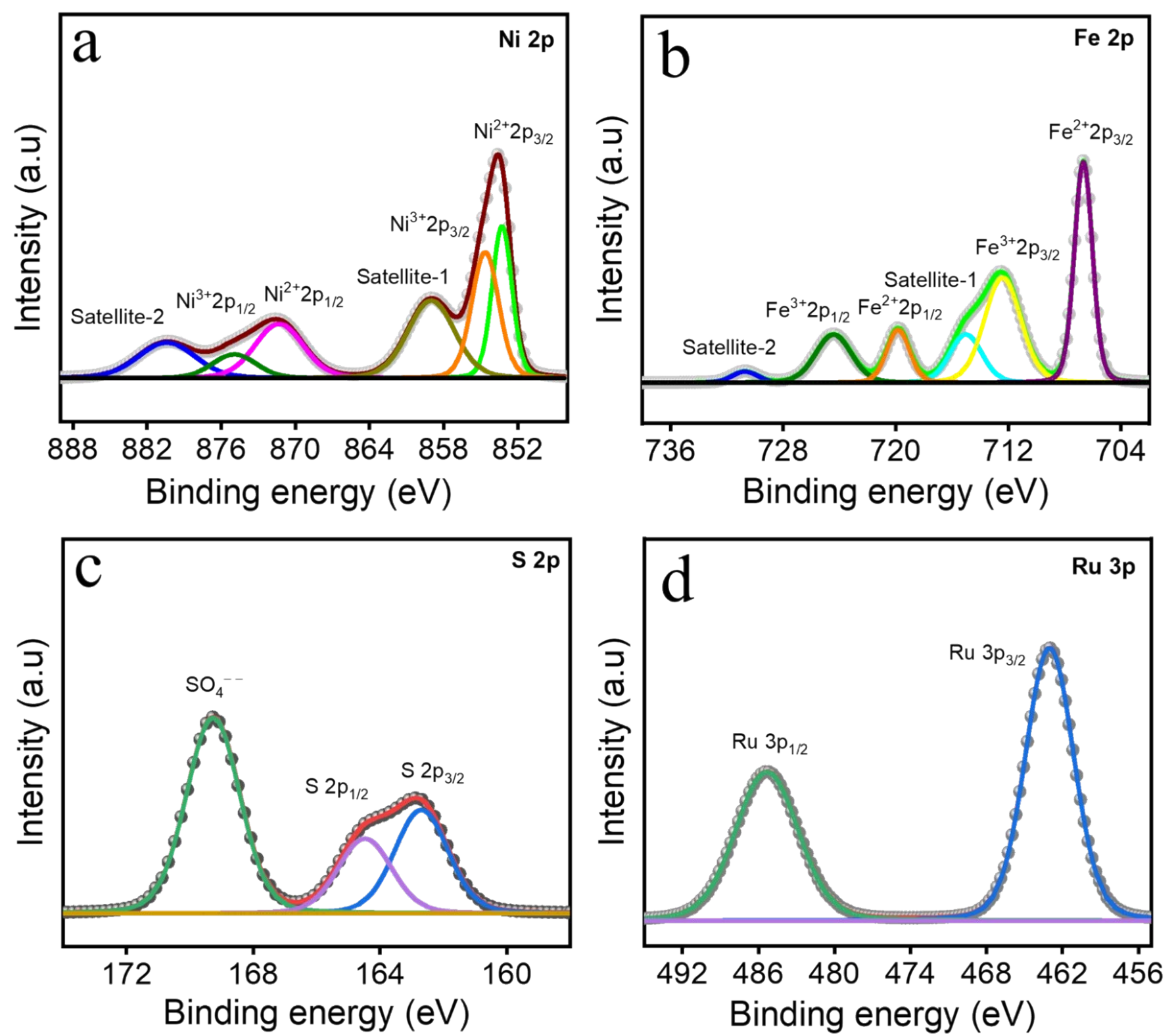 a
Ni 2p
Ni²⁺2p₃/₂
Ni³⁺2p₃/₂
Satellite-1
Ni²⁺2p₁/₂
Ni³⁺2p₁/₂
Satellite-2
Intensity (a.u)
888 882 876 870 864 858 852
Binding energy (eV)
b
Fe 2p
Fe²⁺2p₃/₂
Fe³⁺2p₃/₂
Satellite-1
Fe³⁺2p₁/₂
Fe²⁺2p₁/₂
Satellite-2
Intensity (a.u)
736 728 720 712 704
Binding energy (eV)
c
S 2p
SO₄⁻⁻
S 2p₃/₂
S 2p₁/₂
Intensity (a.u)
172 168 164 160
Binding energy (eV)
d
Ru 3p
Ru 3p₃/₂
Ru 3p₁/₂
Intensity (a.u)
492 486 480 474 468 462 456
Binding energy (eV)